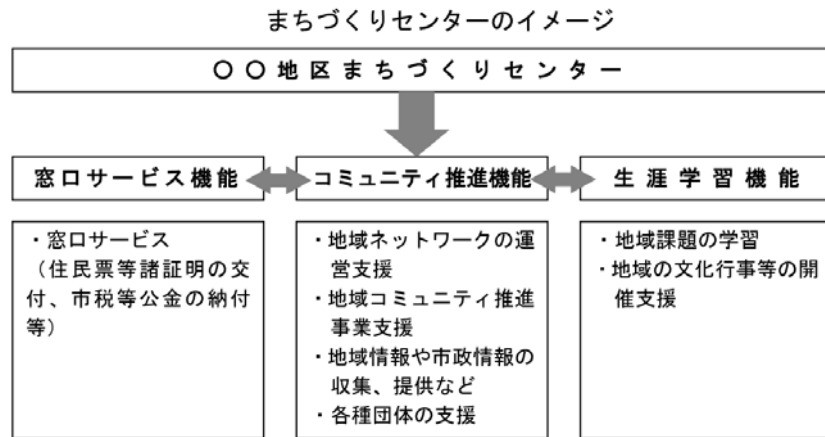 まちづくりセンターのイメージ
〇〇地区まちづくりセンター
窓口サービス機能
コミュニティ推進機能
生涯学習機能
・窓口サービス
（住民票等諸証明の交
付、市税等公金の納付
等）
・地域ネットワークの運
営支援
・地域コミュニティ推進
事業支援
・地域情報や市政情報の
収集、提供など
・各種団体の支援
・地域課題の学習
・地域の文化行事等の開
催支援